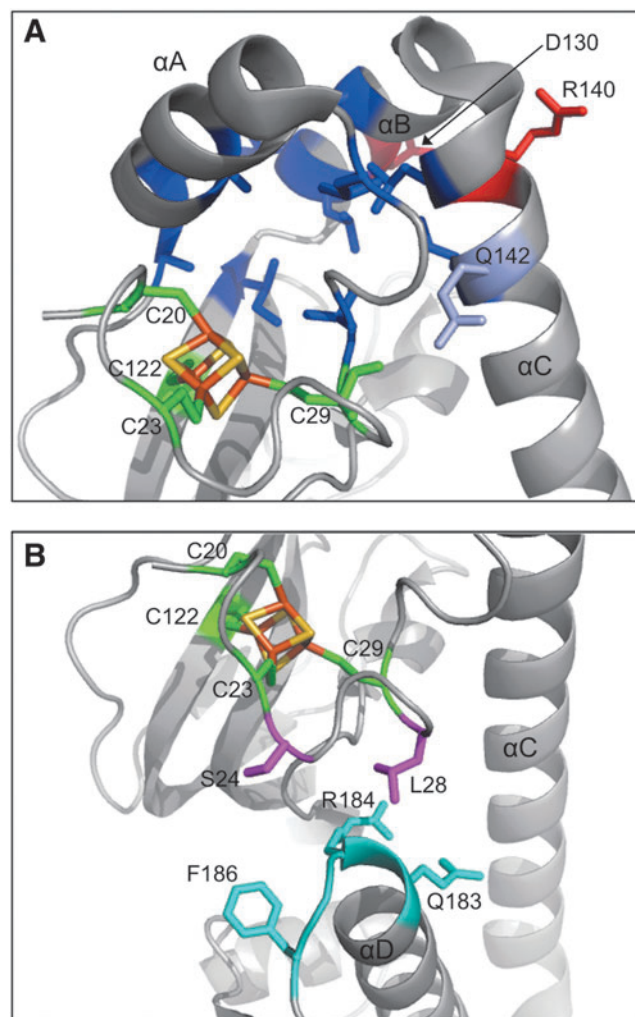 A
αA
D130
R140
αB
Q142
C20
C122
C29
αC
C23
B
C20
C122
C29
C23
αC
S24
L28
R184
F186
Q183
αD